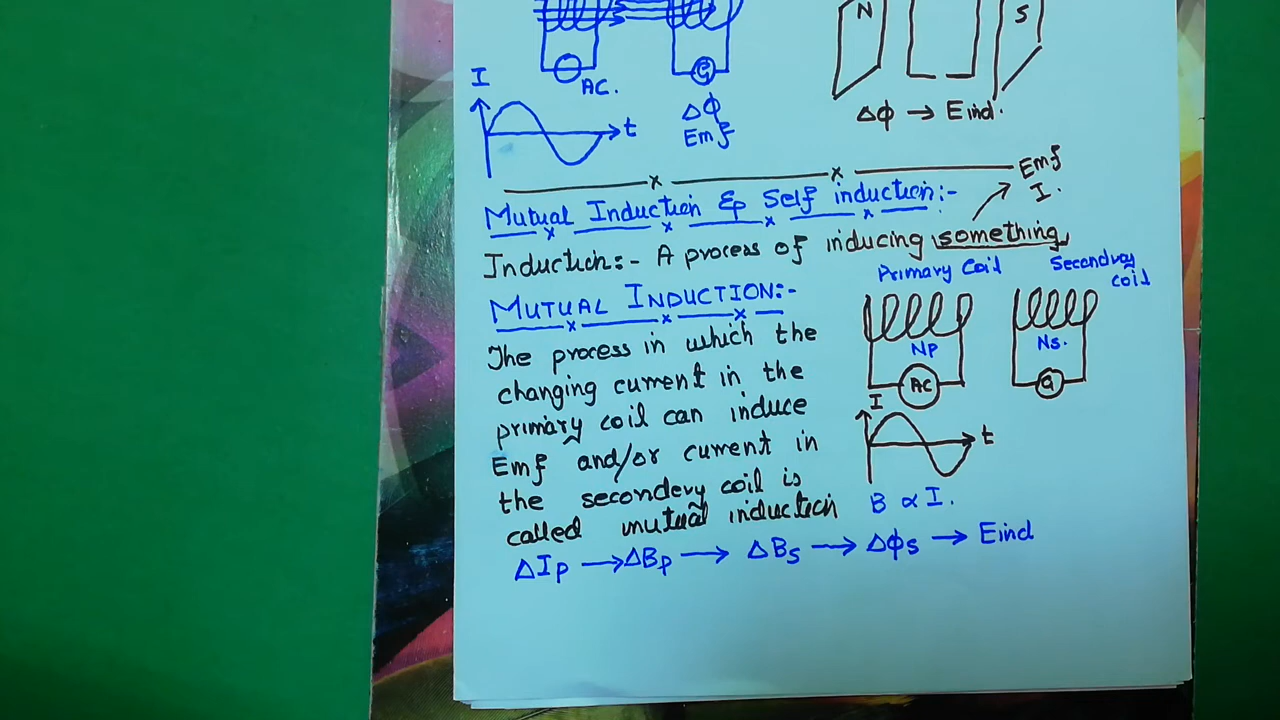 N S
G
AC.
I
t
Δϕ
Emf
Δϕ → Eind.
Emf
I.
Mutual Induction & Self induction:-
Induction:- A process of inducing something
Primary Coil
Secondary
coil
MUTUAL INDUCTION:-
The process in which the
changing current in the
primary coil can induce
Emf and/or current in
the secondery coil is
called mutual induction
Np
Ns.
AC
G
I
t
B ∝ I.
ΔIp → ΔBp → ΔBs → Δϕs → Eind